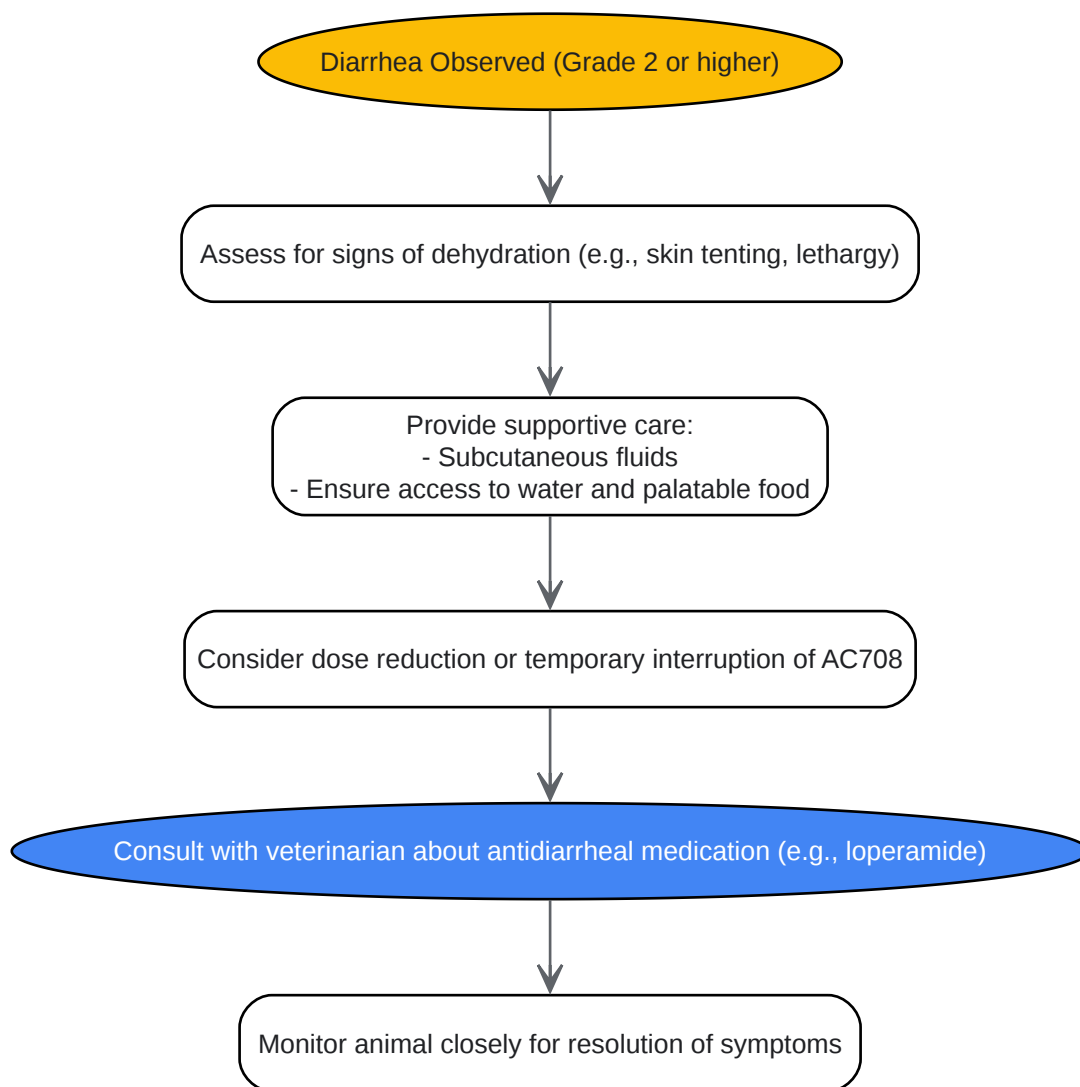 Diarrhea Observed (Grade 2 or higher)
Assess for signs of dehydration (e.g., skin tenting, lethargy)
Provide supportive care:
- Subcutaneous fluids
- Ensure access to water and palatable food
Consider dose reduction or temporary interruption of AC708
Consult with veterinarian about antidiarrheal medication (e.g., loperamide)
Monitor animal closely for resolution of symptoms